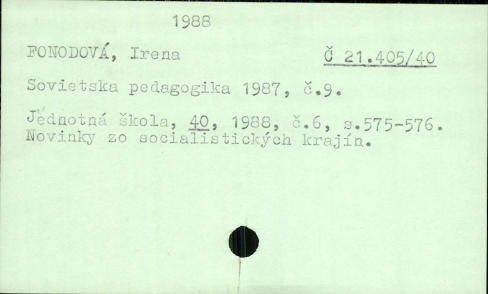 1988
FONODOVÁ, Irena Č 21.405/40
Sovietska pedagogika 1987, č.9.
Jednotná škola, 40, 1988, č.6, s.575-576.
Novinky zo socialistických krajín.